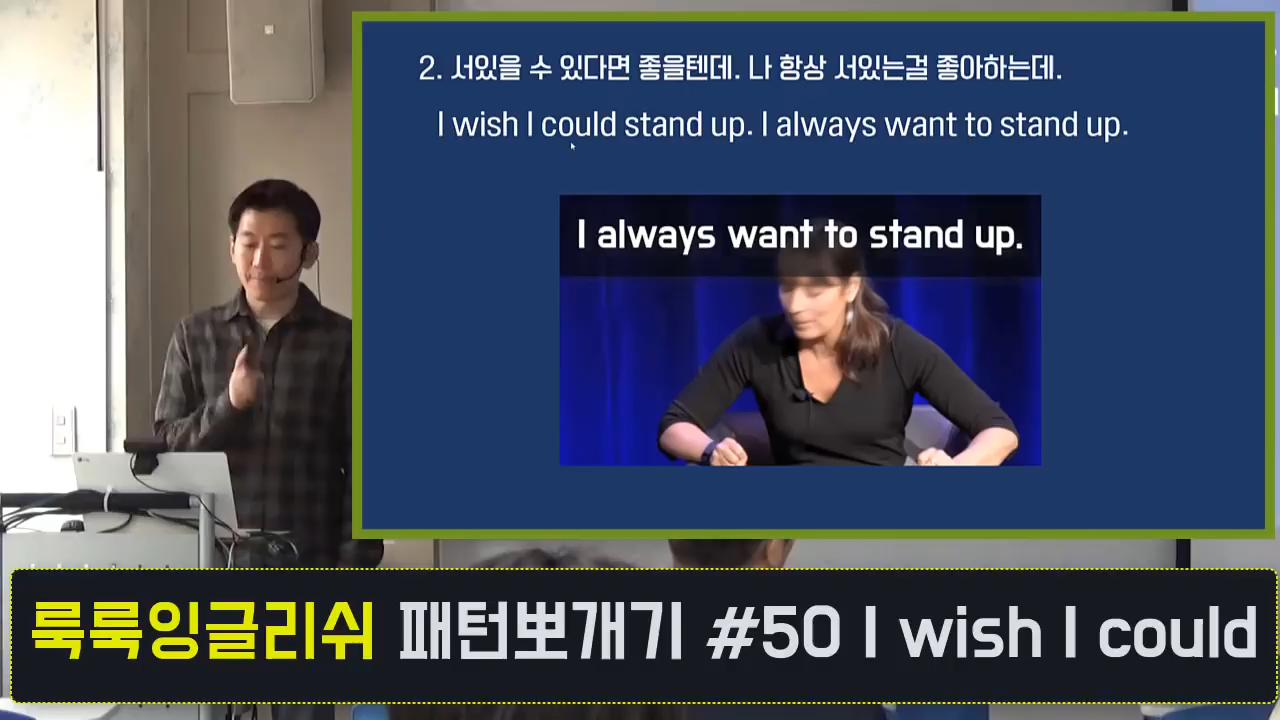 2. 서있을 수 있다면 좋을텐데. 나 항상 서있는걸 좋아하는데.
I wish I could stand up. I always want to stand up.
I always want to stand up.
룩룩잉글리쉬 패턴뽀개기 #50 I wish I could